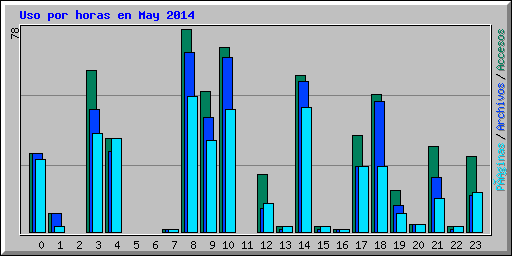 Uso por horas en May 2014
78
Pãnginas / Archivos / Accesos
0 1 2 3 4 5 6 7 8 9 10 11 12 13 14 15 16 17 18 19 20 21 22 23